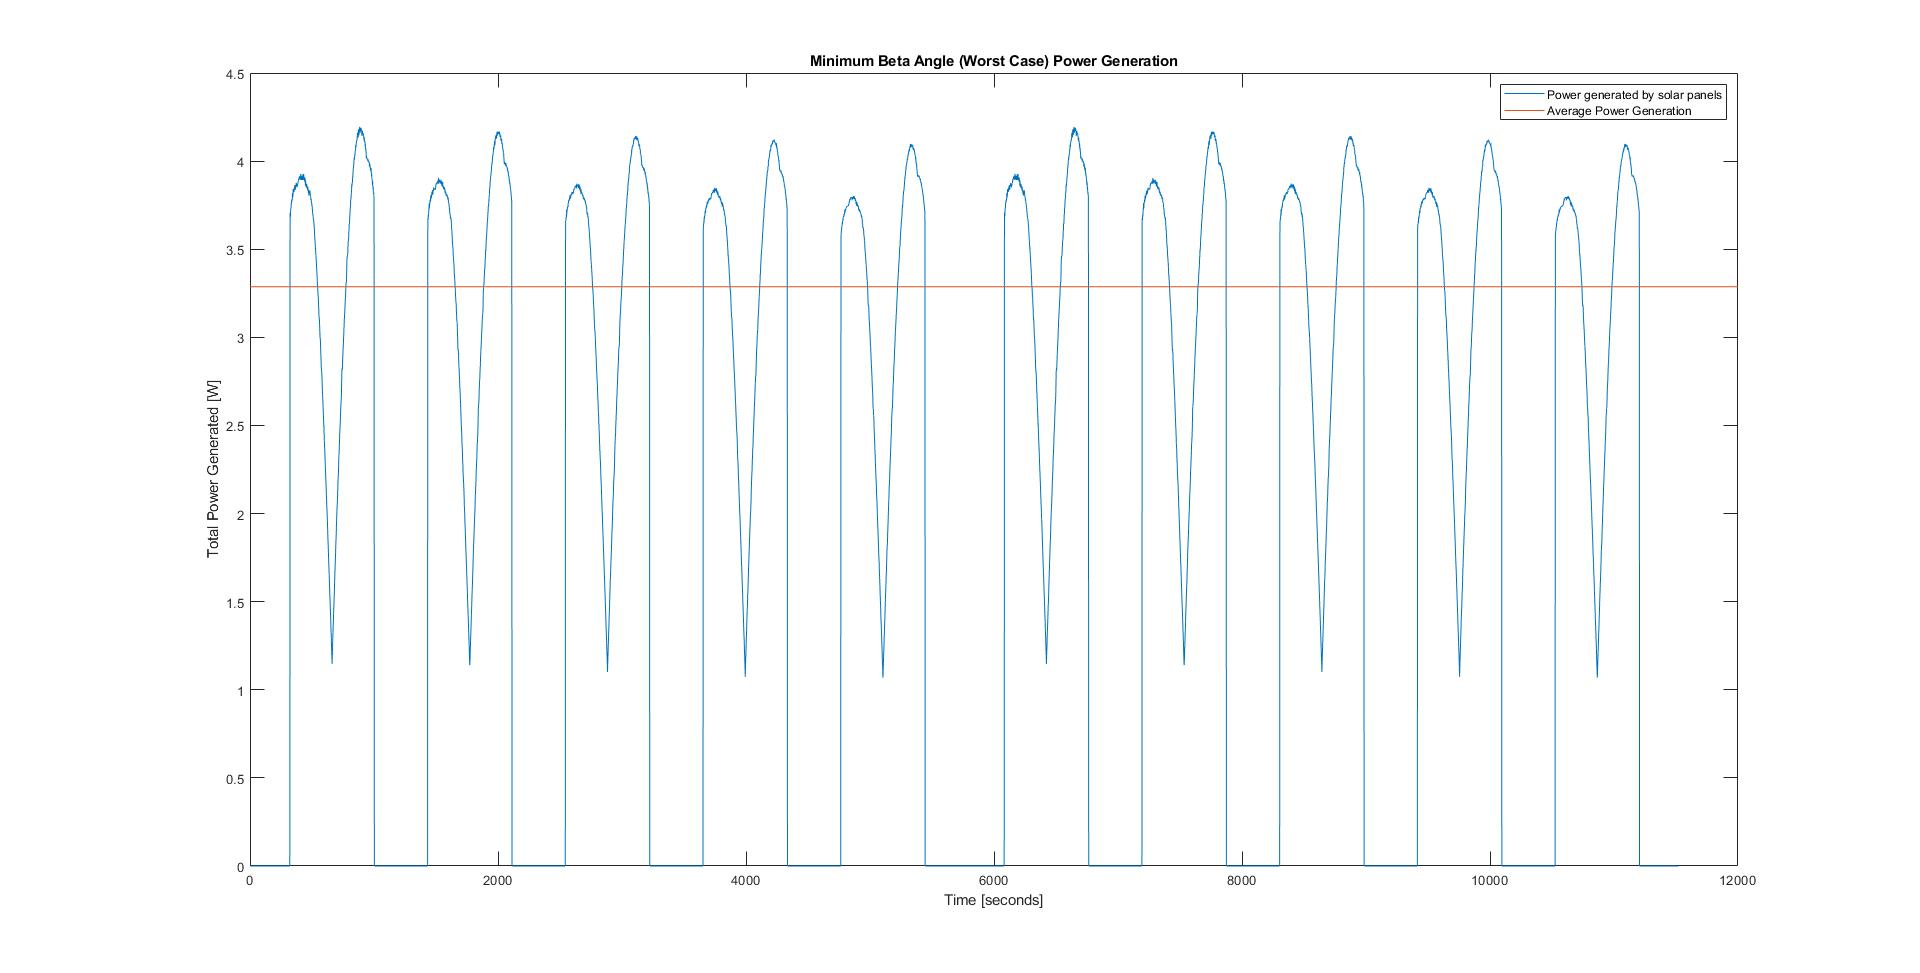 Minimum Beta Angle (Worst Case) Power Generation
Power generated by solar panels
Average Power Generation
4.5
4
3.5
3
2.5
2
1.5
1
0.5
0
Total Power Generated [W]
0 2000 4000 6000 8000 10000 12000
Time [seconds]